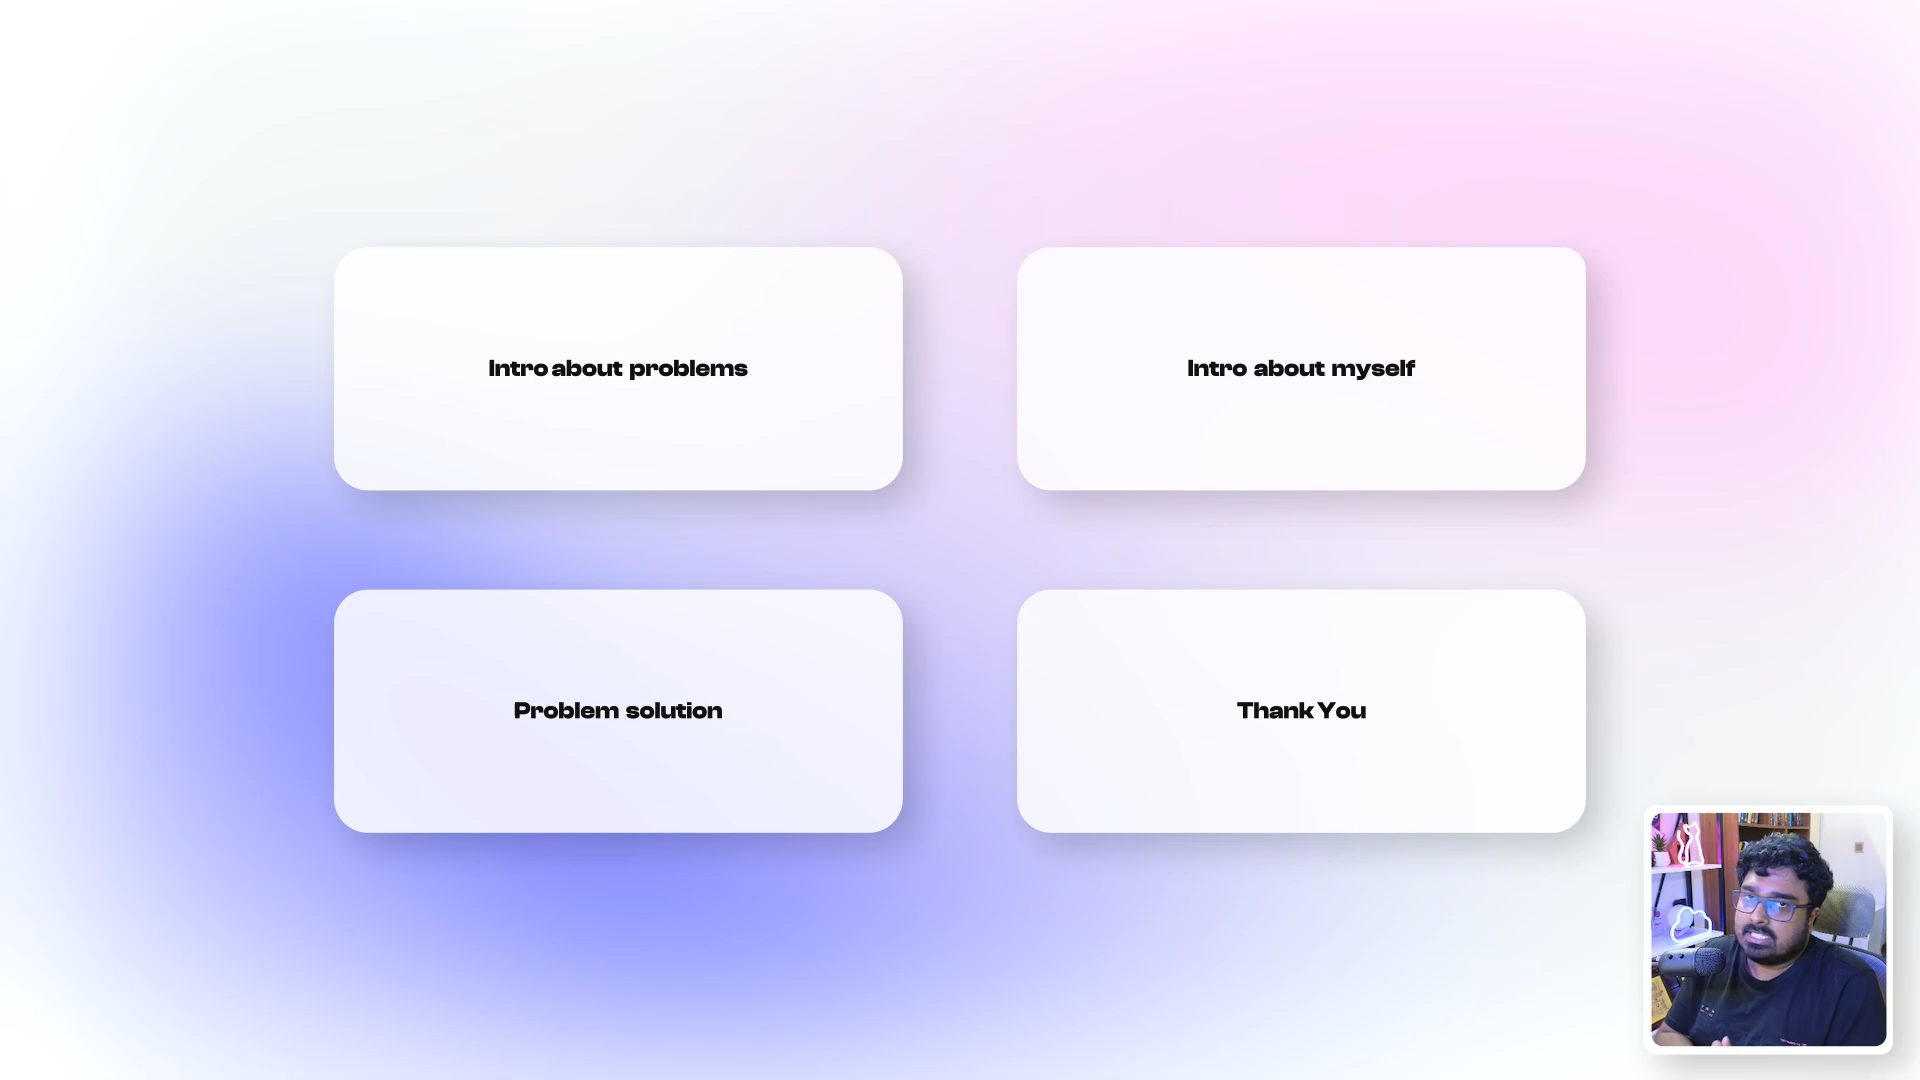 Intro about problems
Intro about myself
Problem solution
Thank You